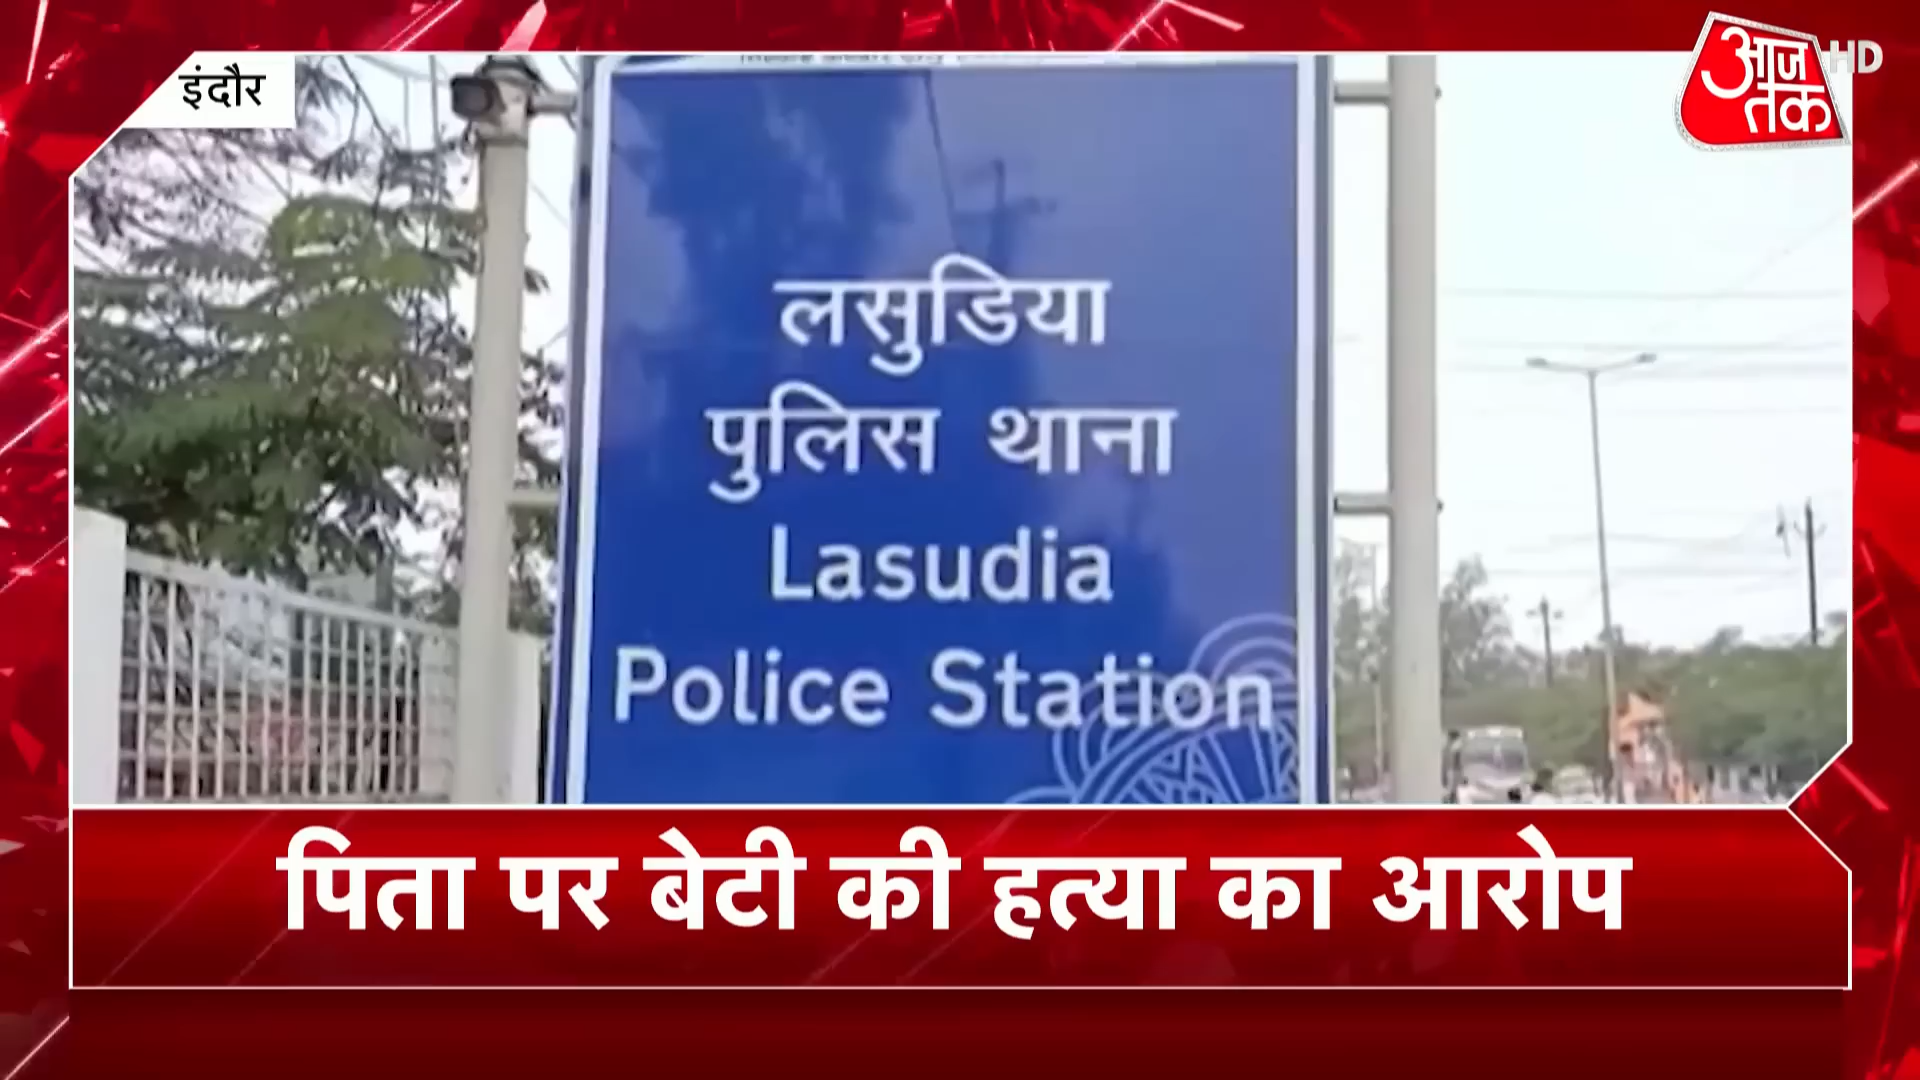 इंदौर
आज
तक
HD
लसुडिया
पुलिस थाना
Lasudia
Police Station
पिता पर बेटी की हत्या का आरोप